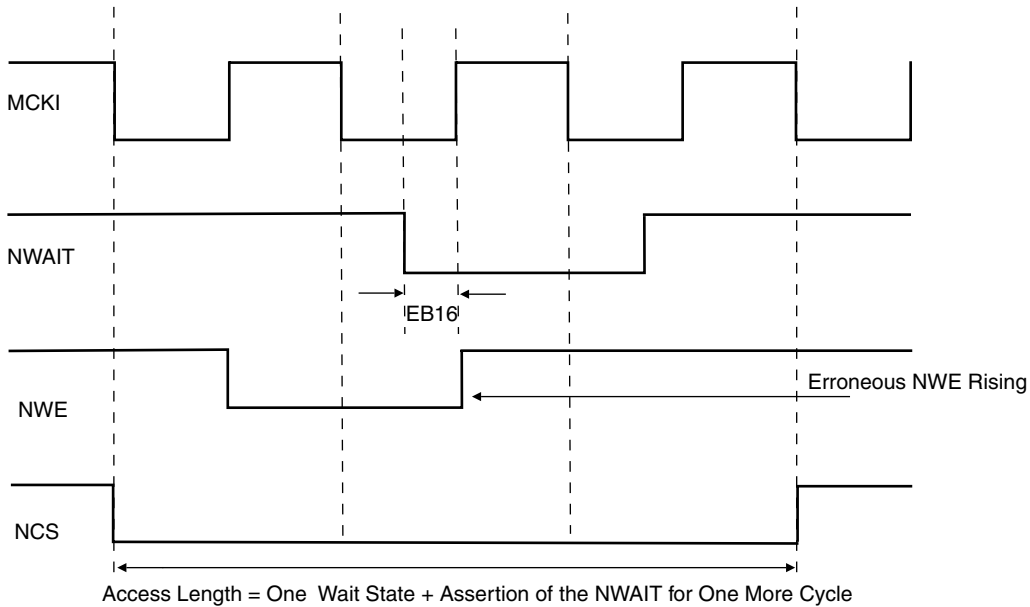 MCKI
NWAIT
EB16
Erroneous NWE Rising
NWE
NCS
Access Length = One Wait State + Assertion of the NWAIT for One More Cycle